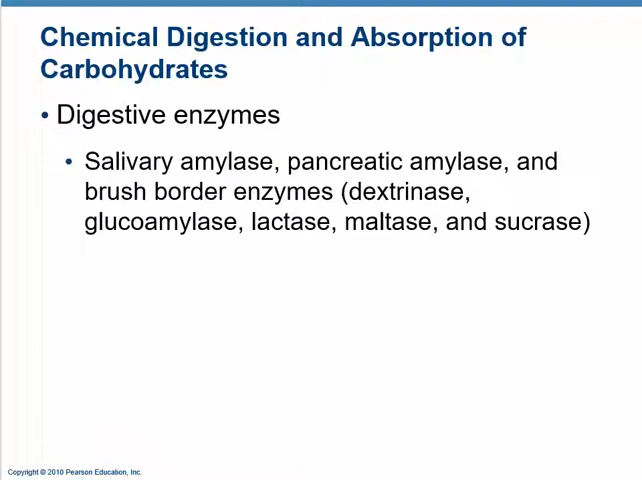 Chemical Digestion and Absorption of
Carbohydrates
• Digestive enzymes
• Salivary amylase, pancreatic amylase, and
brush border enzymes (dextrinase,
glucoamylase, lactase, maltase, and sucrase)
Copyright © 2010 Pearson Education, Inc.